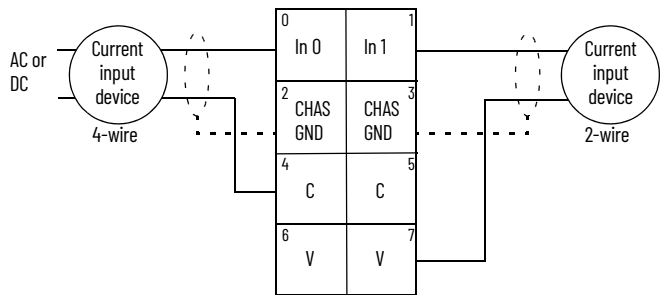 AC or
DC
Current
input
device
4-wire
0
In 0
1
In 1
2
CHAS
GND
3
CHAS
GND
4
C
5
C
6
V
7
V
Current
input
device
2-wire